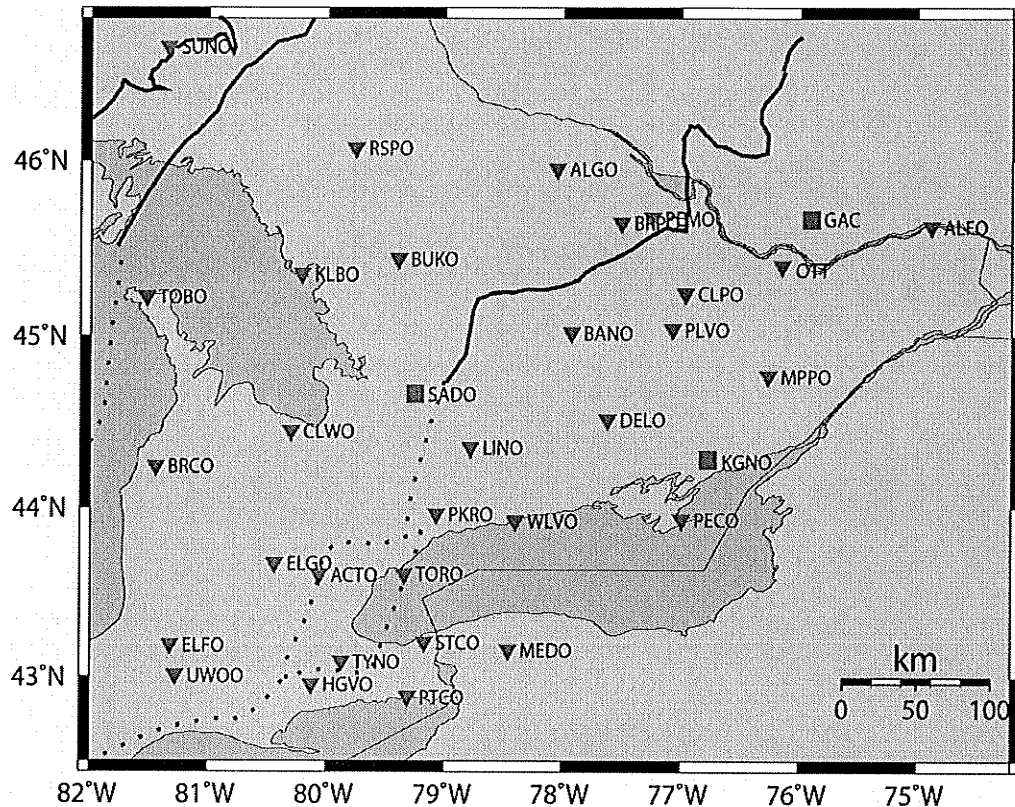 SUNO
46°N
RSPO
ALGO
PEMO
GAC
ALFO
BUKO
KLBO
OTT
CLPO
TOBO
45°N
BANO
PLVO
MPPO
SADO
DELO
CLWO
LINO
BRCO
KGNO
44°N
PKRO
WLVO
PECO
ELGO
ACTO
TORO
ELFO
STCO
MEDO
TYNO
43°N
UWOO
HGVO
PTCO
km
0 50 100
82°W 81°W 80°W 79°W 78°W 77°W 76°W 75°W